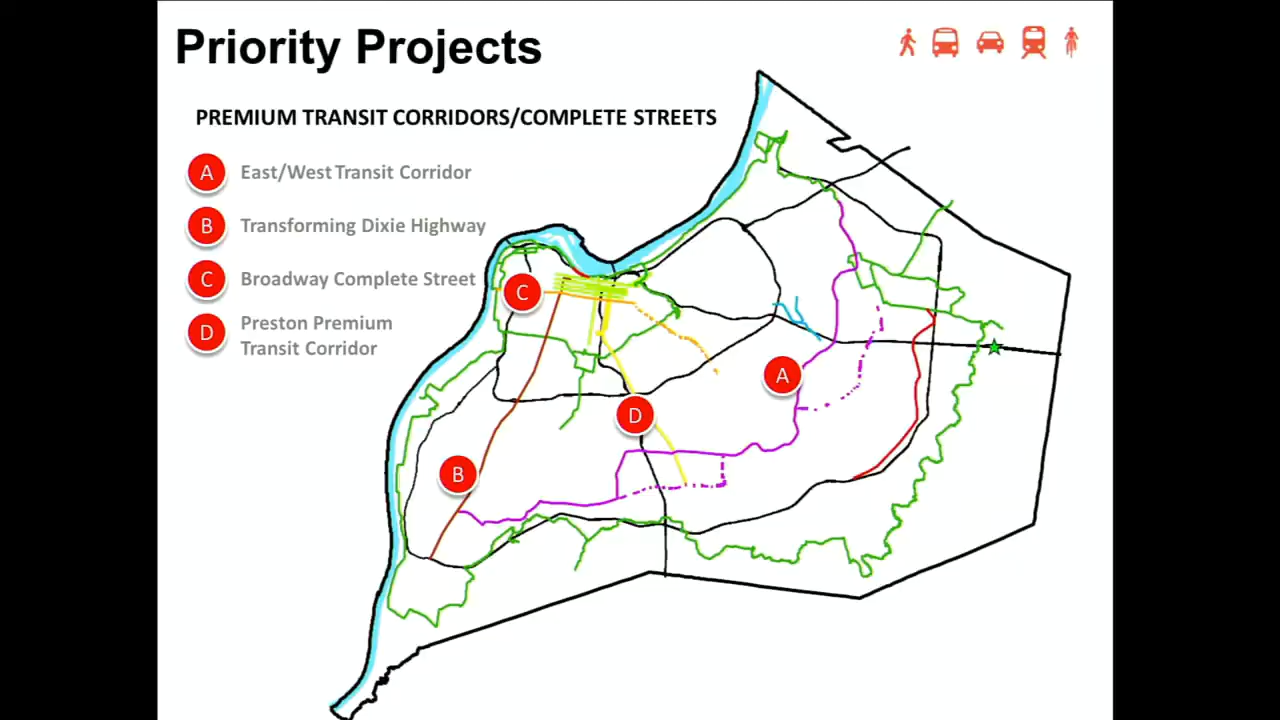 Priority Projects
PREMIUM TRANSIT CORRIDORS/COMPLETE STREETS
A East/West Transit Corridor
B Transforming Dixie Highway
C Broadway Complete Street
D Preston Premium
Transit Corridor
C
A
D
B